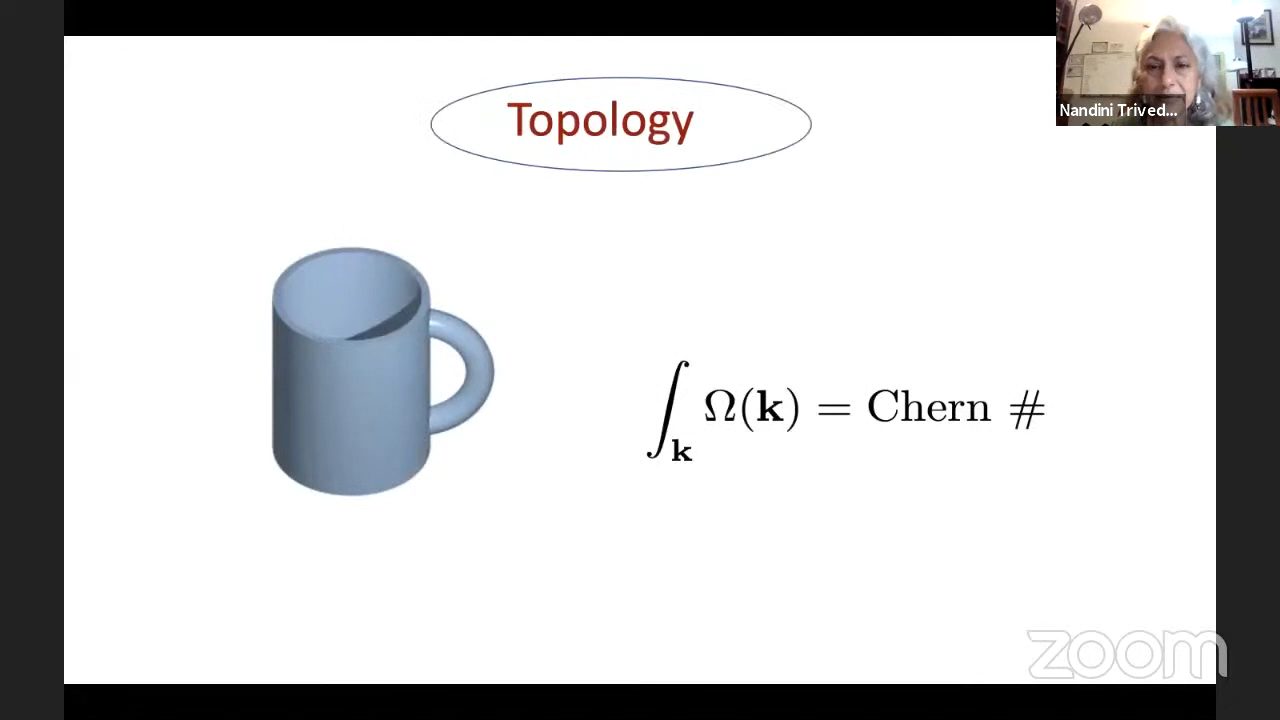 Topology
Nandini Trived...
∫_k Ω(k) = Chern #
zoom